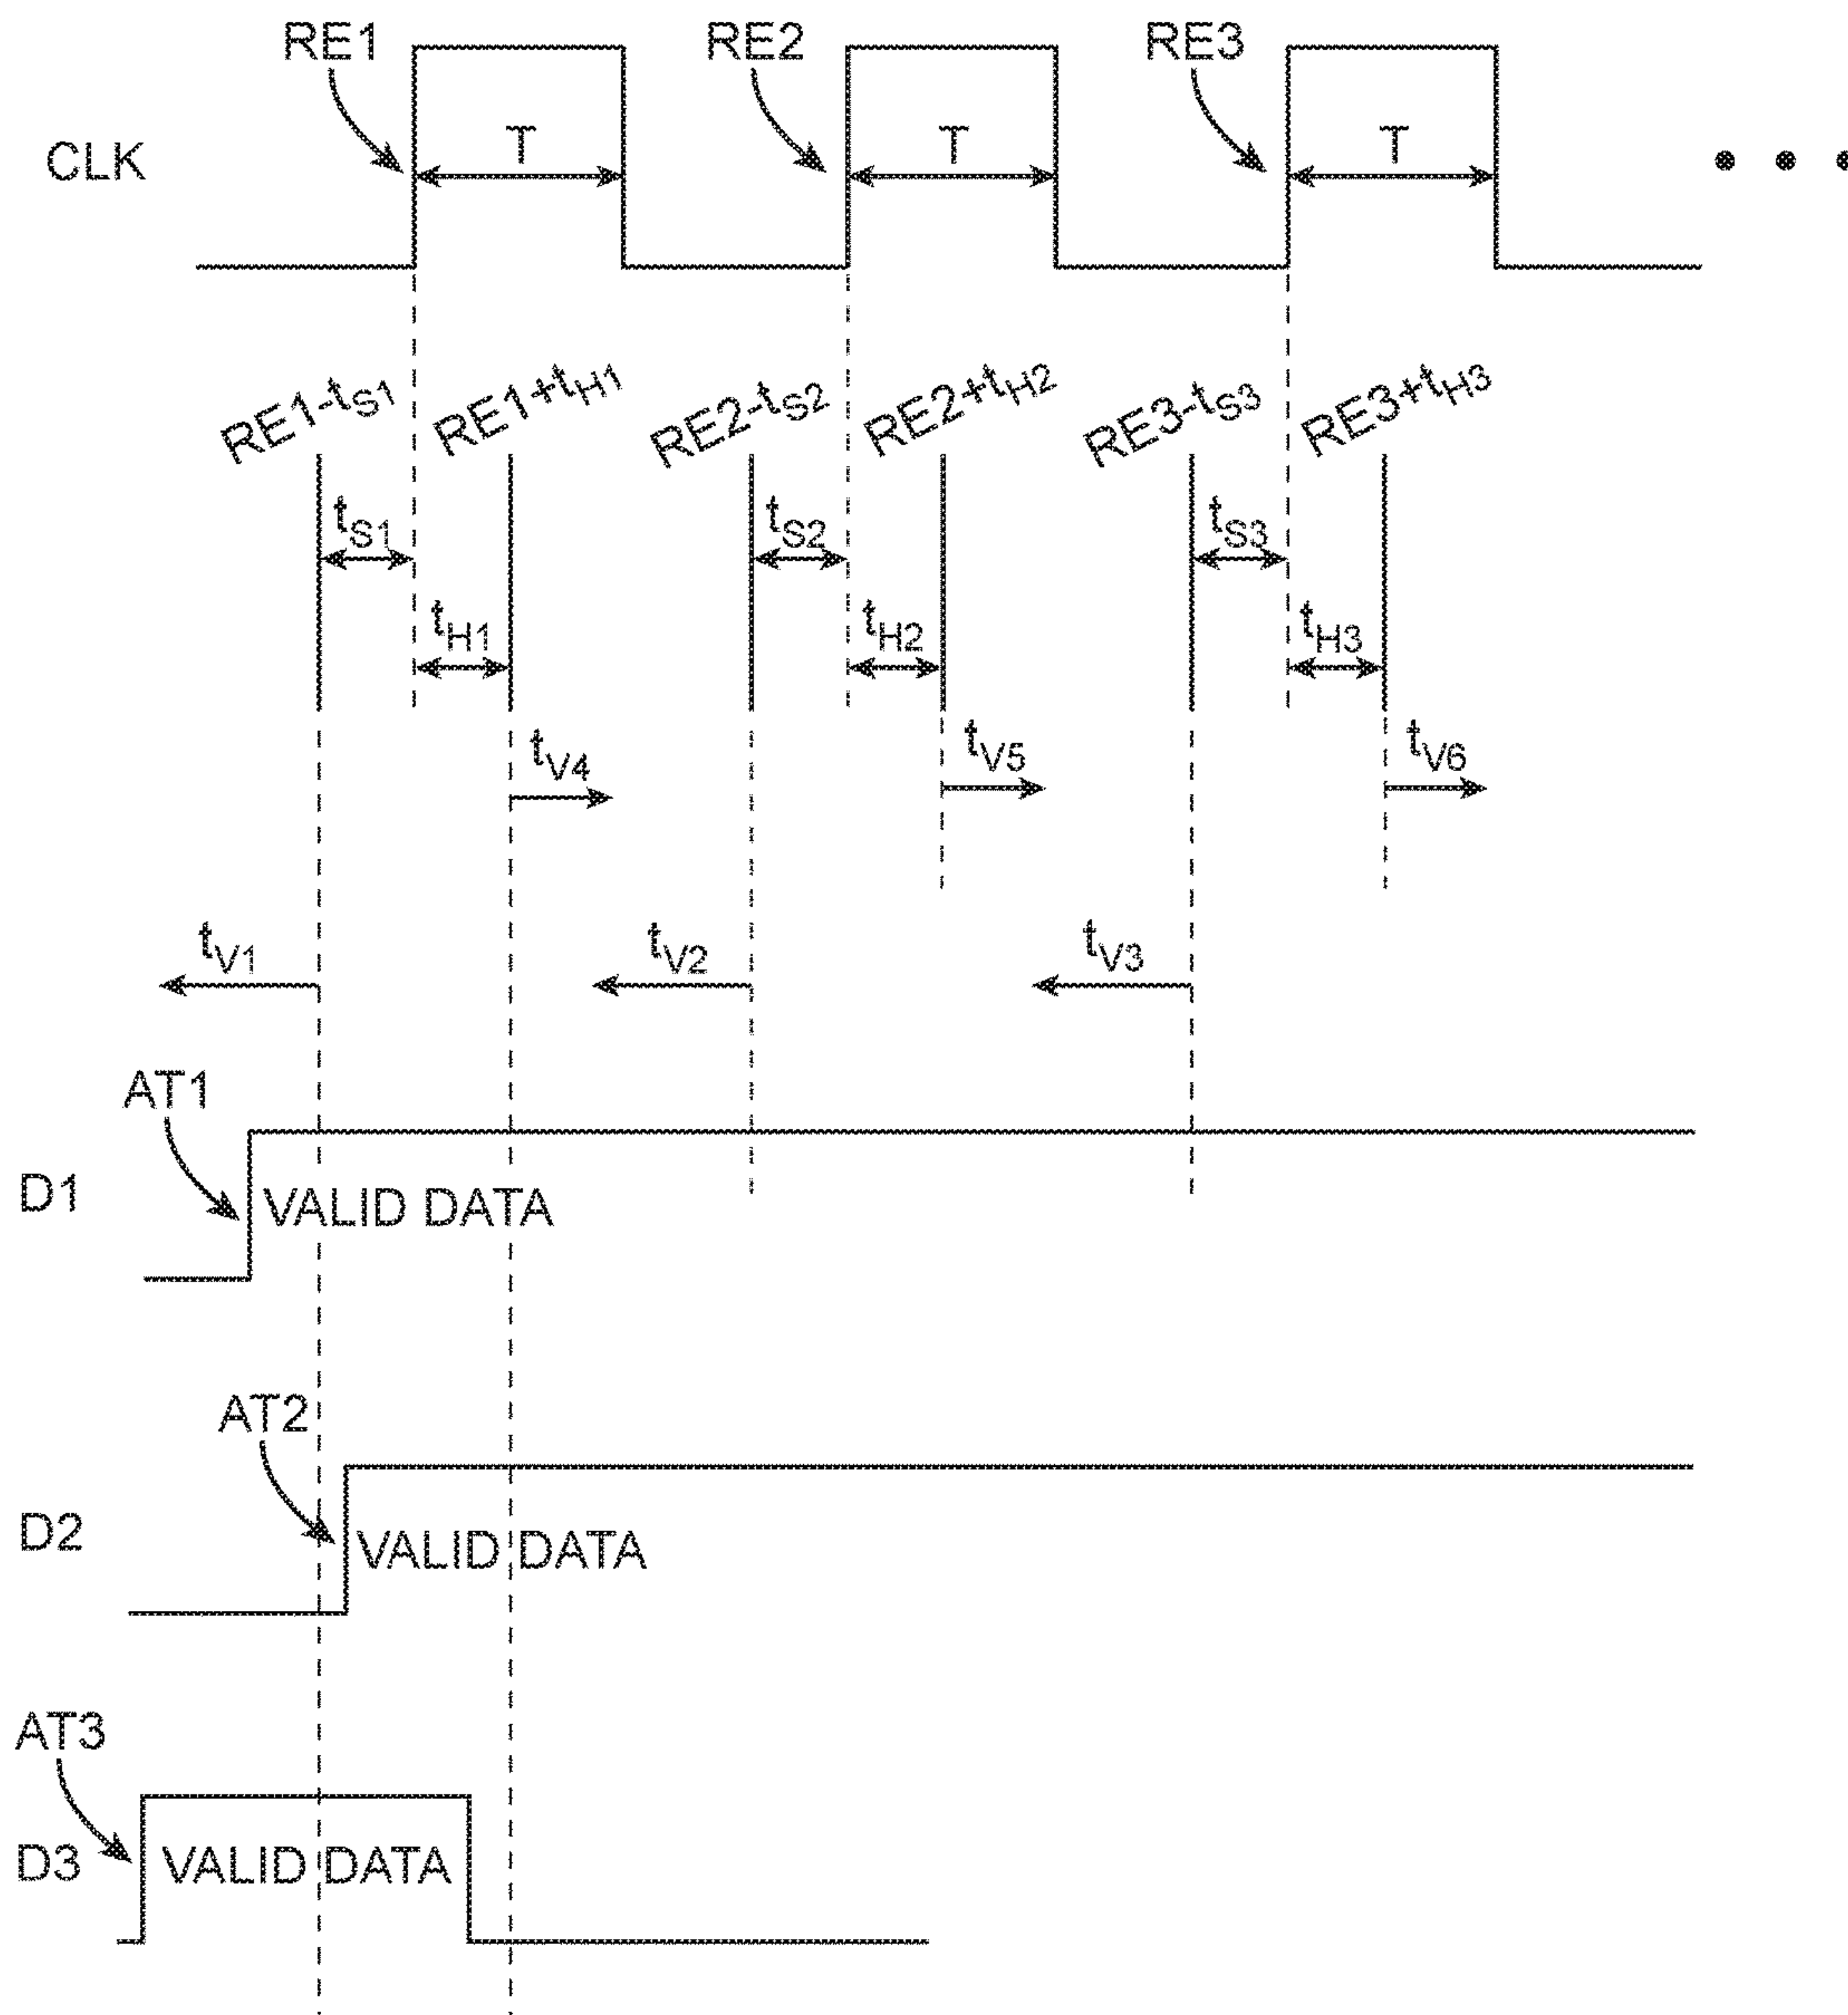 RE1 RE2 RE3
CLK T T T
RE1-tS1 RE1+tH1 RE2-tS2 RE2+tH2 RE3-tS3 RE3+tH3
tS1 tS2 tS3
tH1 tH2 tH3
tV4 tV5 tV6
tV1 tV2 tV3
AT1
D1 VALID DATA
AT2
D2 VALID DATA
AT3
D3 VALID DATA